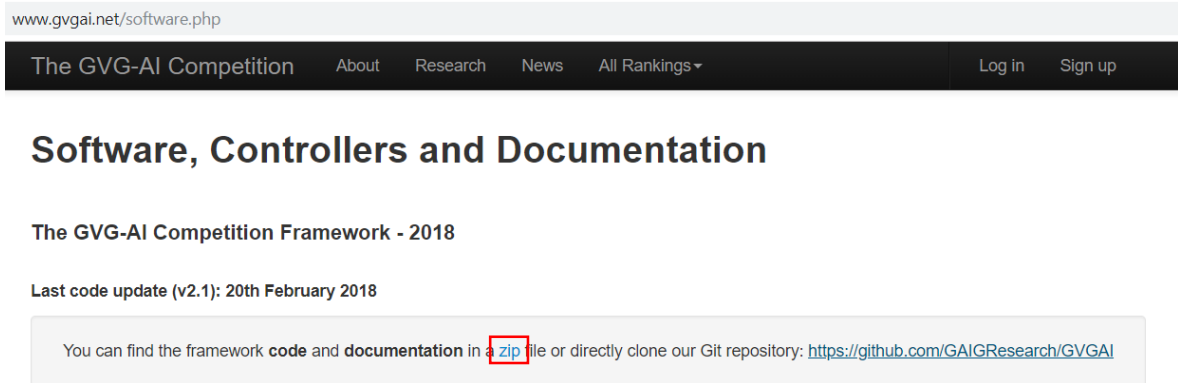 www.gvgai.net/software.php
The GVG-AI Competition About Research News All Rankings Log in Sign up
Software, Controllers and Documentation
The GVG-AI Competition Framework - 2018
Last code update (v2.1): 20th February 2018
You can find the framework code and documentation in a zip file or directly clone our Git repository: https://github.com/GAIGResearch/GVGAI